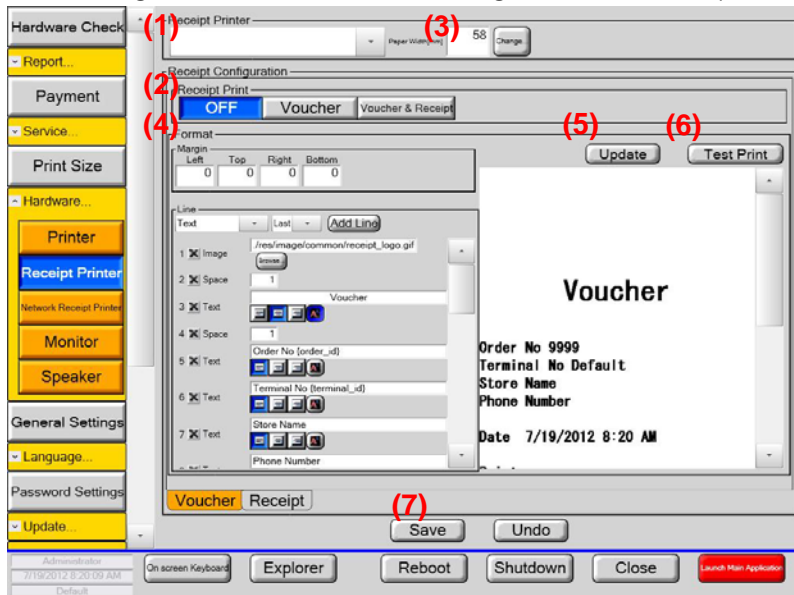 Hardware Check
Report...
Payment
Service...
Print Size
Hardware...
Printer
Receipt Printer
Network Receipt Printer
Monitor
Speaker
General Settings
Language...
Password Settings
Update...
(1)
Receipt Printer
(3)
Paper Width[mm] 58 Change.
Receipt Configuration
(2)
Receipt Print
OFF Voucher Voucher & Receipt
(4)
Format
(5) (6)
Margin
Left Top Right Bottom
0 0 0 0
Update Test Print
Line
Text Last Add Line
1 Image /res/image/common/receipt_logo.gif
Browse..
2 Space 1
3 Text Voucher
4 Space 1
5 Text Order No {order_id}
6 Text Terminal No {terminal_id}
7 Text Store Name
Phone Number
Voucher
Order No 9999
Terminal No Default
Store Name
Phone Number
Date 7/19/2012 8:20 AM
Voucher Receipt
(7)
Save Undo
Administrator
7/19/2012 8:20:09 AM
Default
On screen Keyboard Explorer Reboot Shutdown Close Launch Main Application